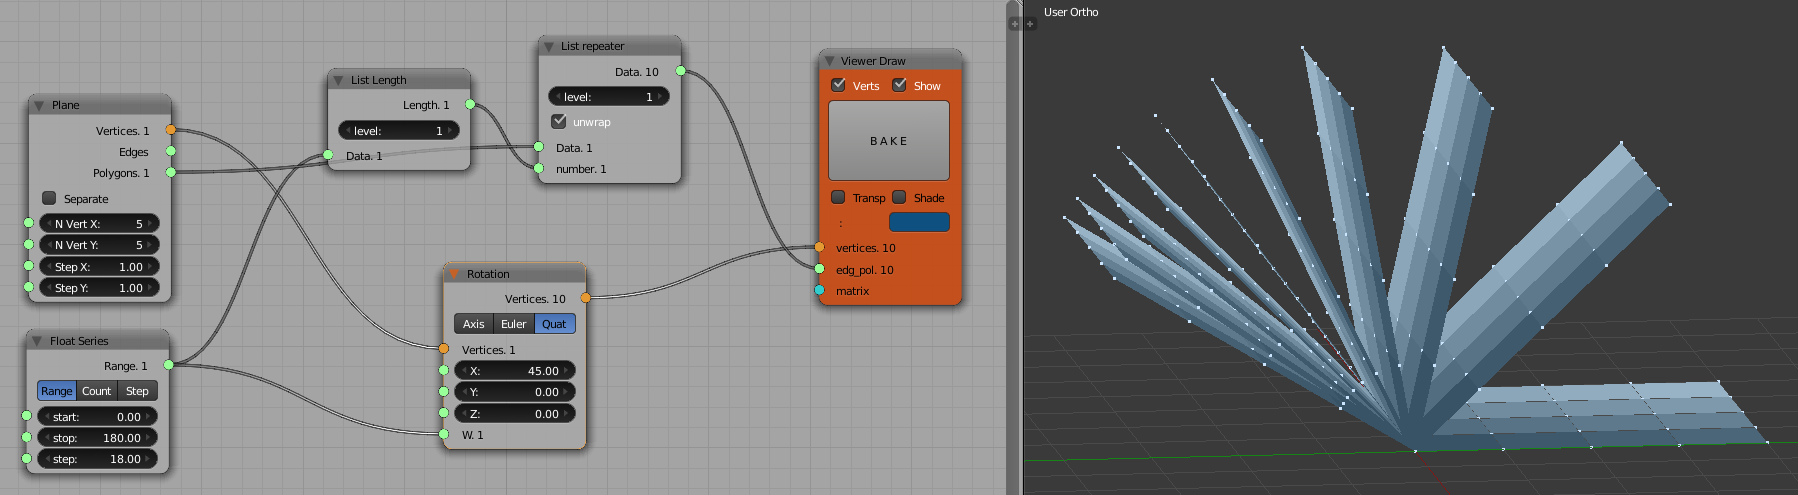 Plane
Vertices. 1
Edges
Polygons. 1
Separate
N Vert X: 5
N Vert Y: 5
Step X: 1.00
Step Y: 1.00
Float Series
Range. 1
Range Count Step
start: 0.00
stop: 180.00
step: 18.00
List Length
Length. 1
level: 1
Data. 1
Rotation
Vertices. 10
Axis Euler Quat
Vertices. 1
X: 45.00
Y: 0.00
Z: 0.00
W. 1
List repeater
Data. 10
level: 1
unwrap
Data. 1
number. 1
Viewer Draw
Verts Show
BAKE
Transp Shade
:
vertices. 10
edg_pol. 10
matrix
User Ortho